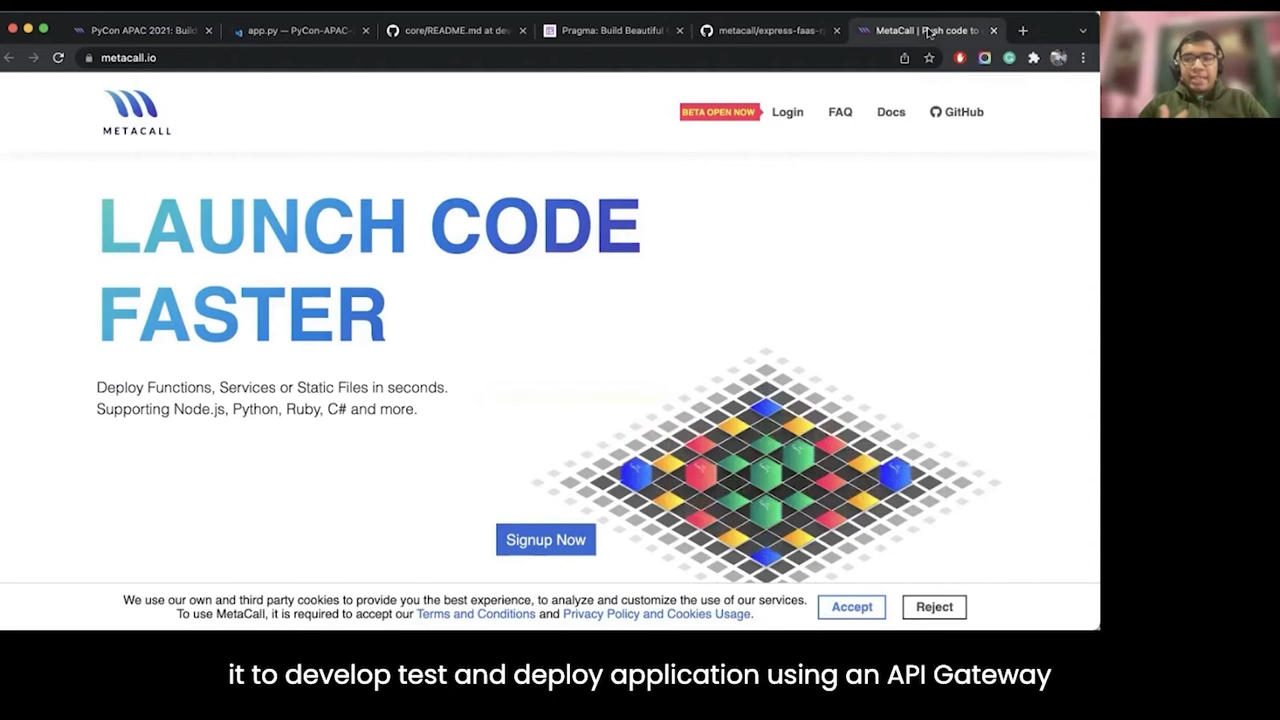 PyCon APAC 2021: Buil
app.py — PyCon-APAC-
core/README.md at de
Pragma: Build Beautiful
metacall/express-faas-r
MetaCall | Push code to
metacall.io
METACALL
BETA OPEN NOW
Login
FAQ
Docs
GitHub
LAUNCH CODE
FASTER
Deploy Functions, Services or Static Files in seconds.
Supporting Node.js, Python, Ruby, C# and more.
Signup Now
We use our own and third party cookies to provide you the best experience, to analyze and customize the use of our services.
To use MetaCall, it is required to accept our Terms and Conditions and Privacy Policy and Cookies Usage.
Accept
Reject
it to develop test and deploy application using an API Gateway